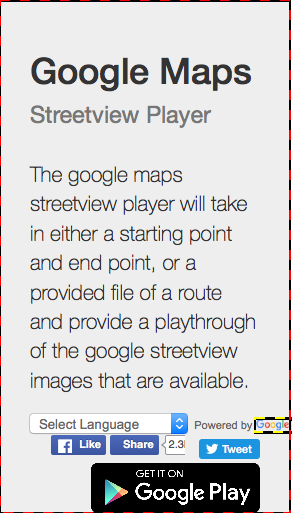 Google Maps
Streetview Player
The google maps
streetview player will take
in either a starting point
and end point, or a
provided file of a route
and provide a playthrough
of the google streetview
images that are available.
Select Language Powered by Google
Like Share 2.3 Tweet
GET IT ON
Google Play